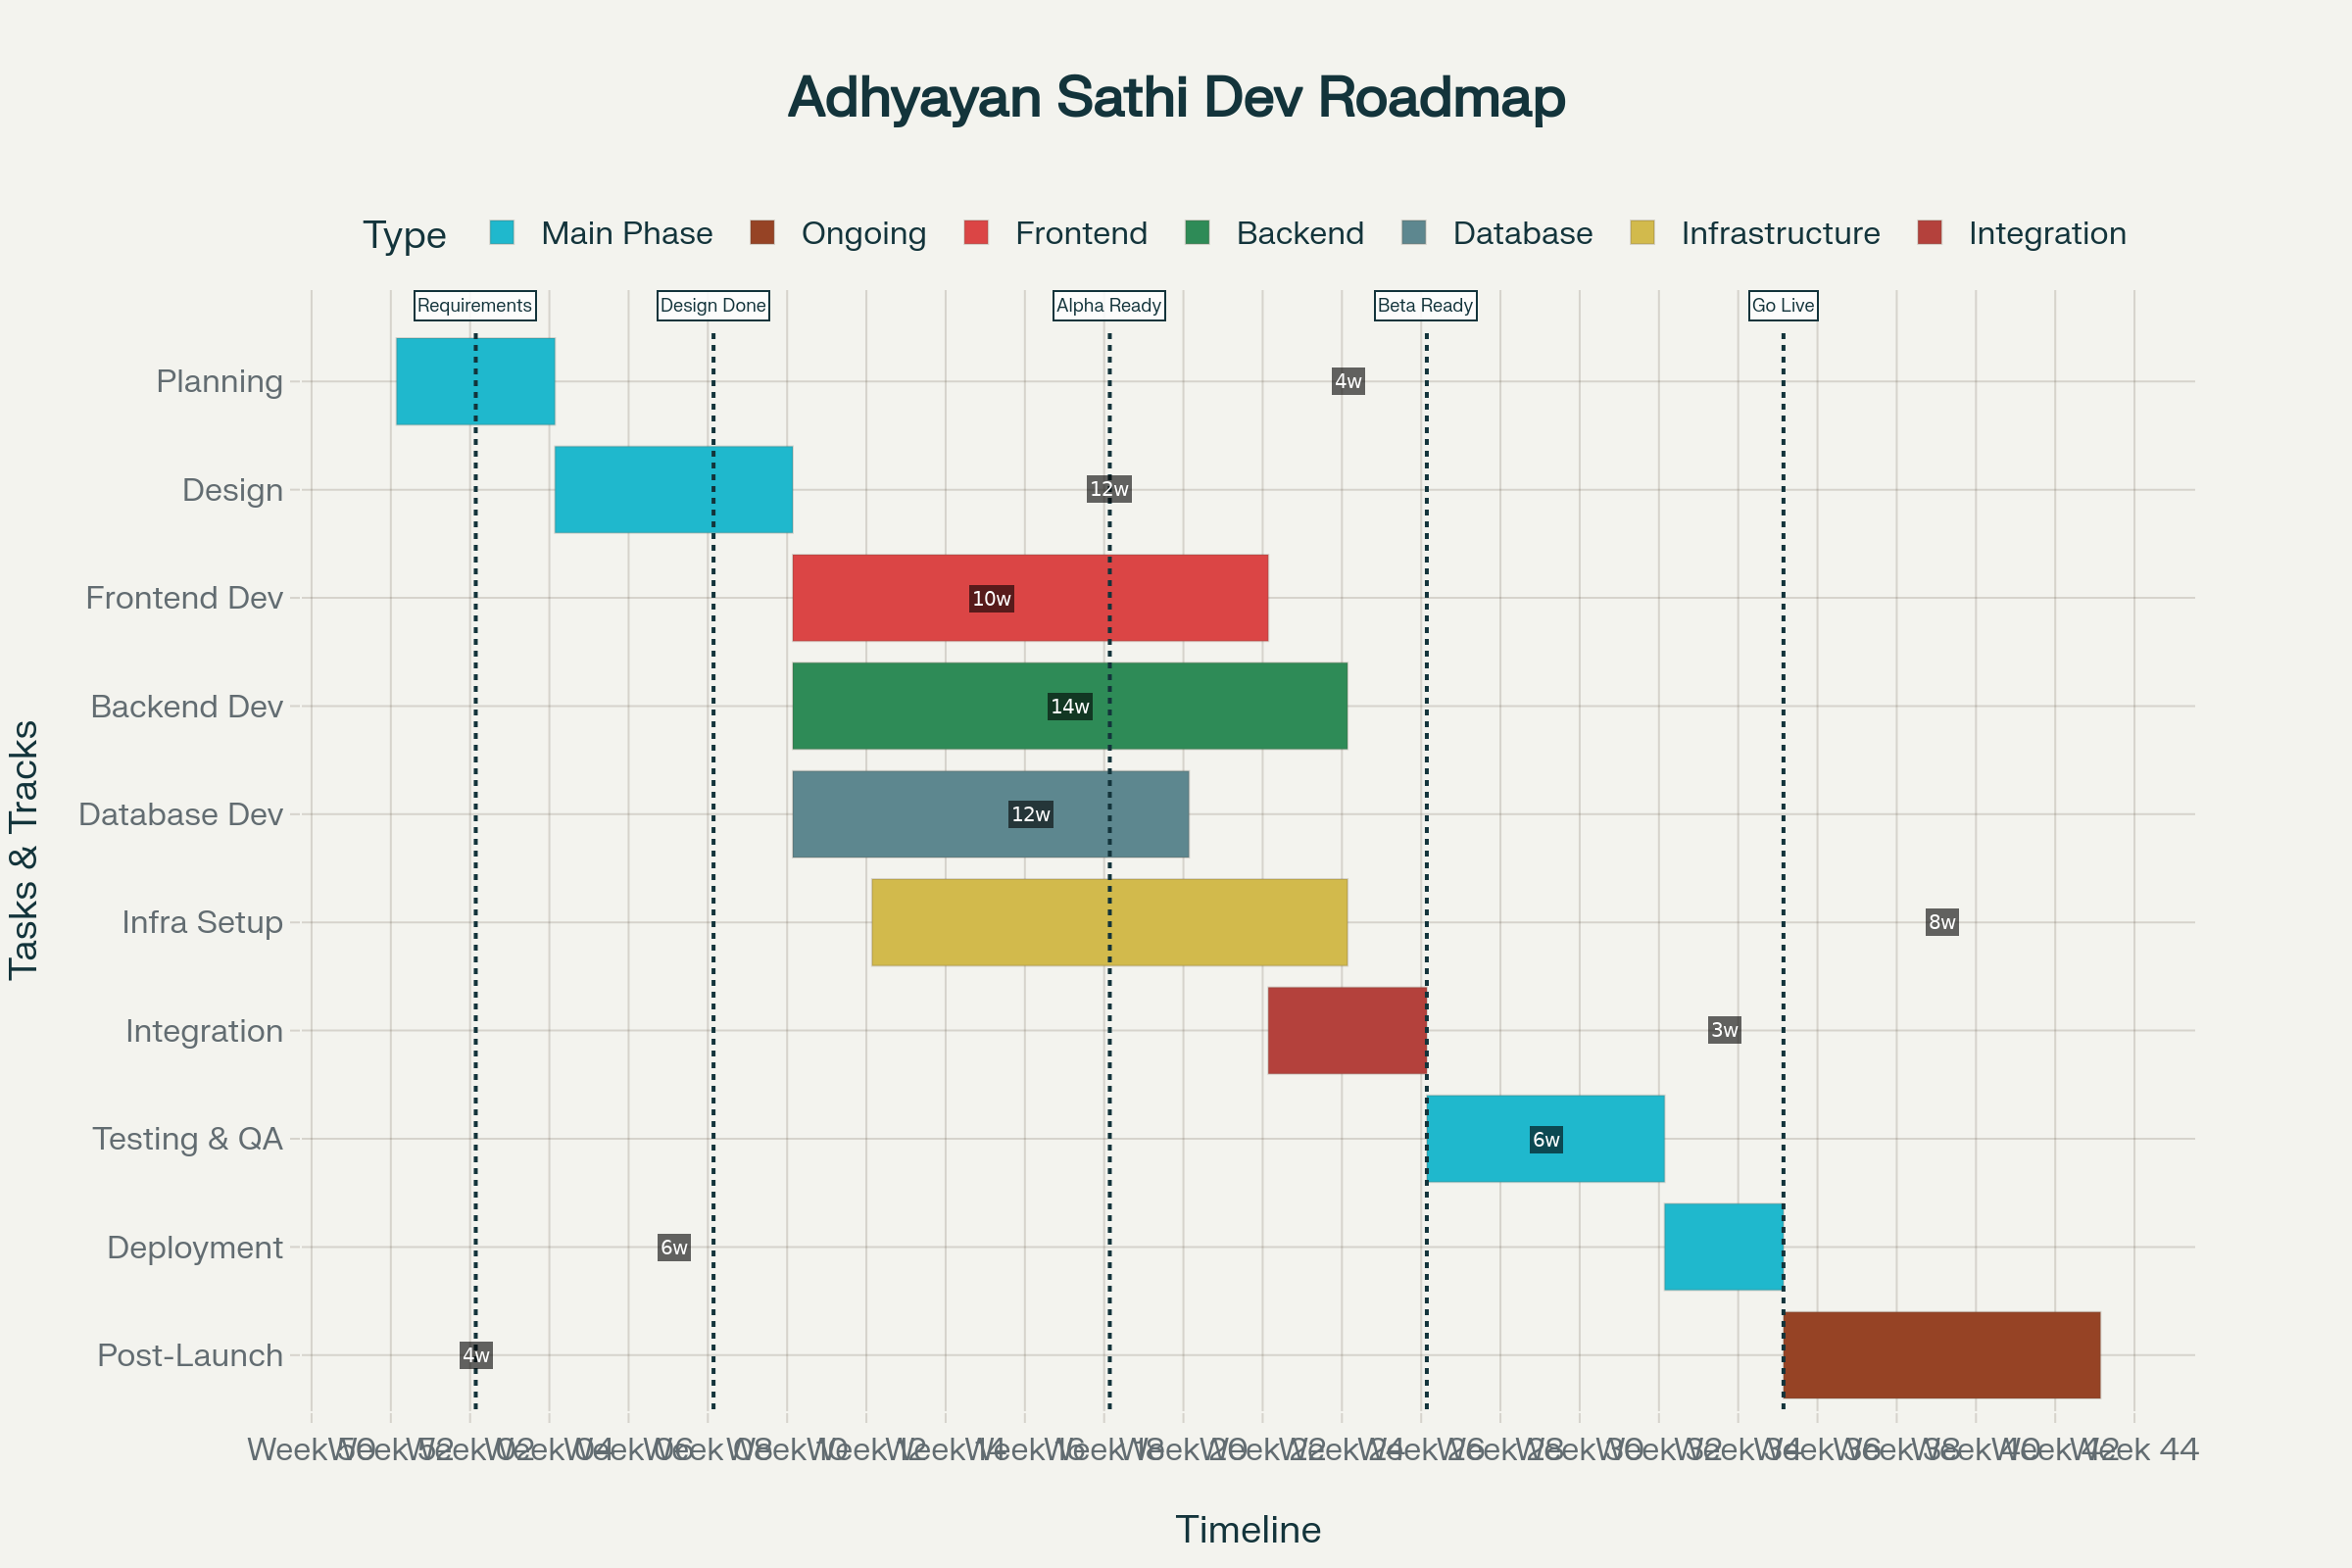 Adhyayan Sathi Dev Roadmap
Type Main Phase Ongoing Frontend Backend Database Infrastructure Integration
Requirements Design Done Alpha Ready Beta Ready Go Live
Planning 4w
Design 12w
Frontend Dev 10w
Backend Dev 14w
Database Dev 12w
Infra Setup 8w
Integration 3w
Testing & QA 6w
Deployment 6w
Post-Launch 4w
Tasks & Tracks
Week 50 Week 52 Week 02 Week 04 Week 06 Week 08 Week 10 Week 12 Week 14 Week 16 Week 18 Week 20 Week 22 Week 24 Week 26 Week 28 Week 30 Week 32 Week 34 Week 36 Week 38 Week 40 Week 42 Week 44
Timeline